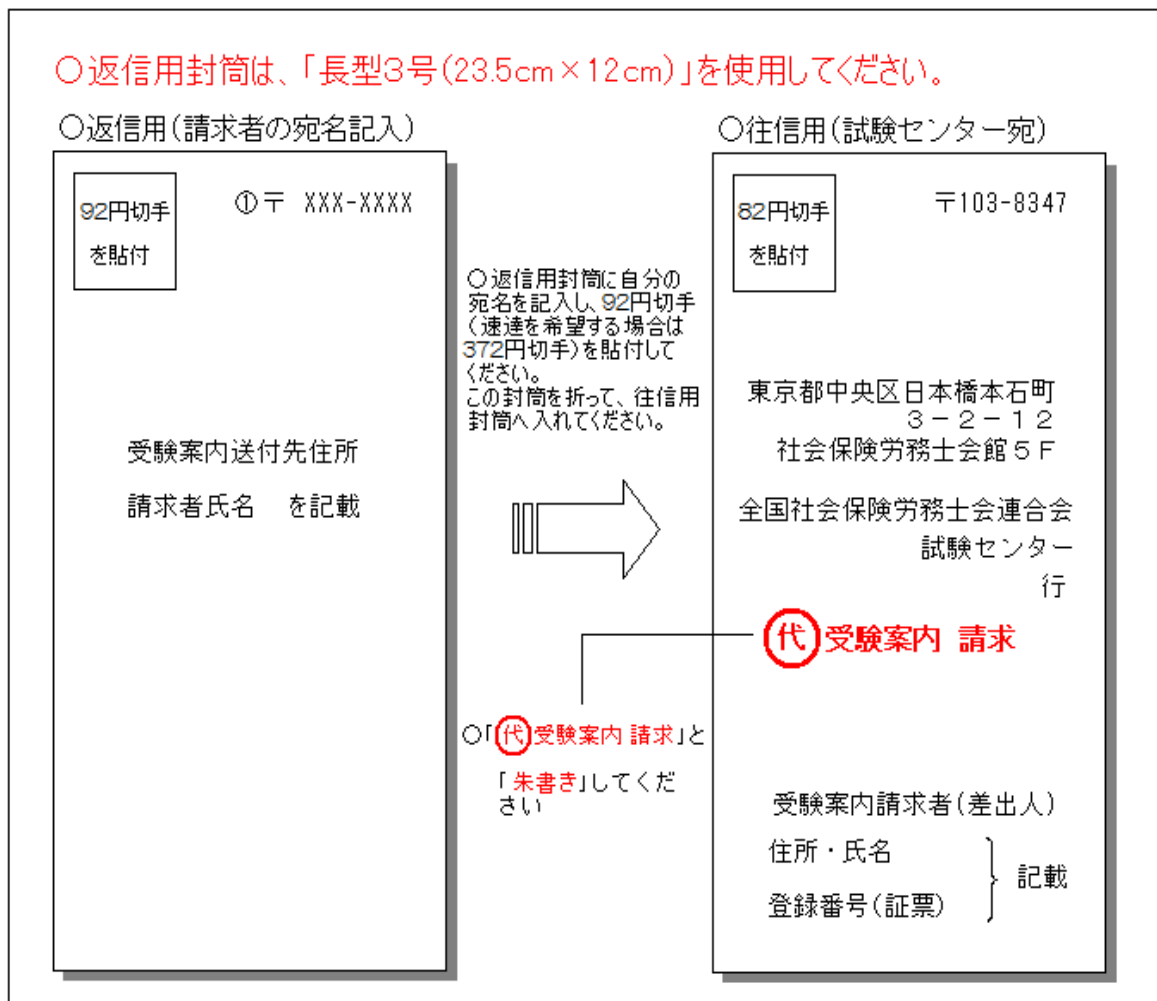 ○返信用封筒は、「長型3号(23.5cm×12cm)」を使用してください。
○返信用(請求者の宛名記入)
92円切手
を貼付
①〒 XXX-XXXX
受験案内送付先住所
請求者氏名　を記載
○返信用封筒に自分の
宛名を記入し、92円切手
(速達を希望する場合は
372円切手)を貼付して
ください。
この封筒を折って、往信用
封筒へ入れてください。
○「代受験案内 請求」と
「朱書き」してくだ
さい
○往信用(試験センター宛)
82円切手
を貼付
〒103-8347
東京都中央区日本橋本石町
3－2－12
社会保険労務士会館5F
全国社会保険労務士会連合会
試験センター
行
代受験案内 請求
受験案内請求者(差出人)
住所・氏名
登録番号(証票)
記載